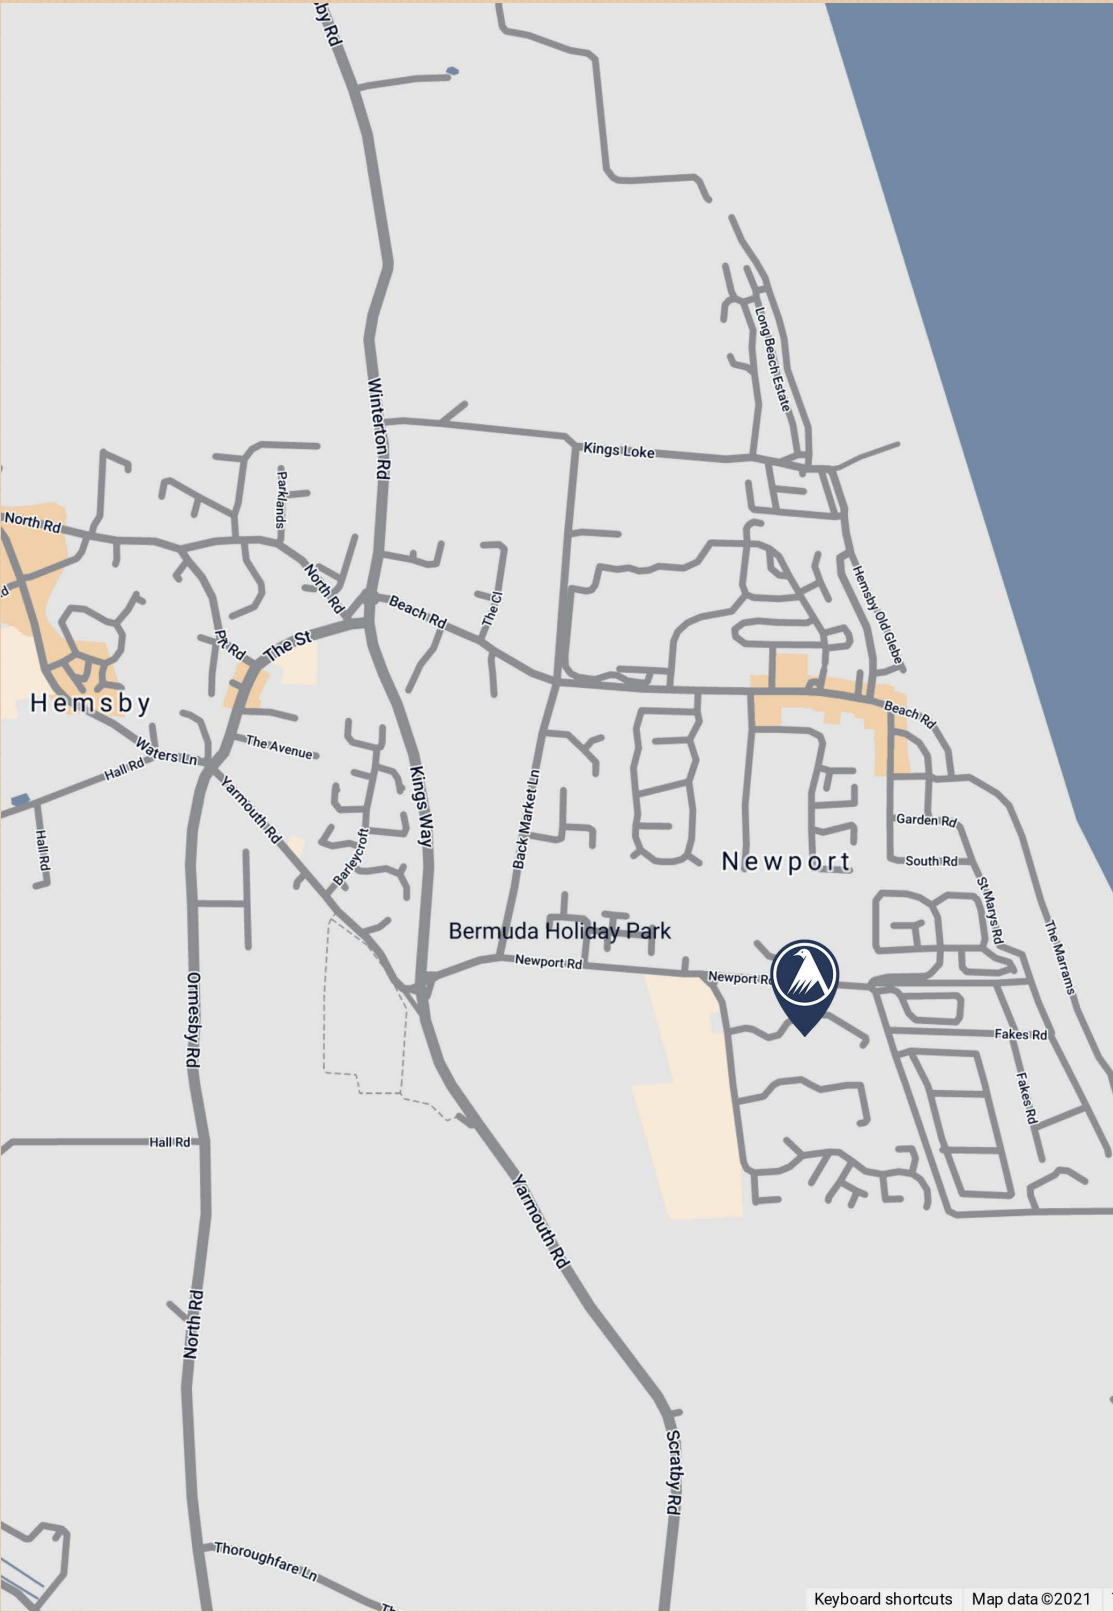 by Rd
Winterton Rd
Long Beach Estate
Kings Loke
Parklands
North Rd
North Rd
Beach Rd
The Cl
Hemsby Old Glebe
Pit Rd
The St
Hemsby
Beach Rd
Waters Ln
The Avenue
Hall Rd
Yarmouth Rd
Kings Way
Back Market Ln
Hall Rd
Barleycroft
Garden Rd
South Rd
Newport
St Marys Rd
The Marrams
Bermuda Holiday Park
Newport Rd
Newport Rd
Ormesby Rd
Fakes Rd
Fakes Rd
Hall Rd
Yarmouth Rd
North Rd
Scratby Rd
Thoroughfare Ln
Keyboard shortcuts
Map data ©2021